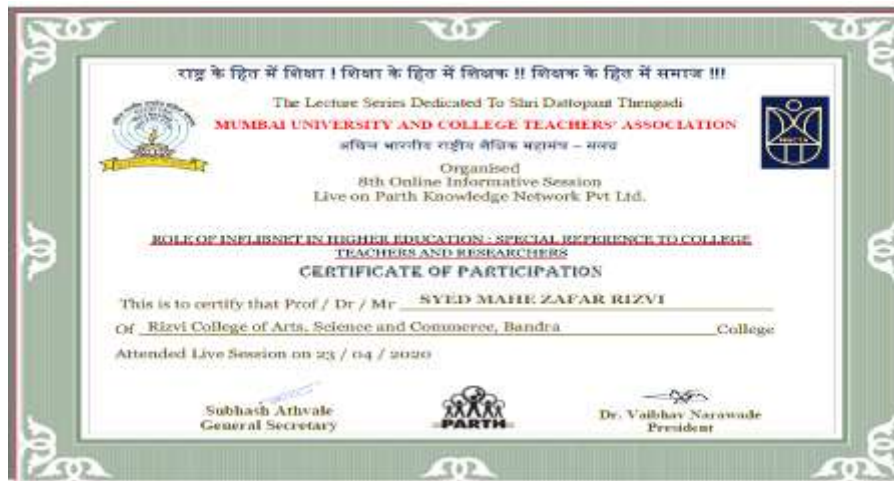 राष्ट्र के हित में शिक्षा ! शिक्षा के हित में शिक्षक !! शिक्षक के हित में समाज !!!
The Lecture Series Dedicated To Shri Dattopant Thengadi
MUMBAI UNIVERSITY AND COLLEGE TEACHERS' ASSOCIATION
अखिल भारतीय राष्ट्रीय शैक्षिक महासंघ – संलग्न
Organised
8th Online Informative Session
Live on Parth Knowledge Network Pvt Ltd.
ROLE OF INFLIBNET IN HIGHER EDUCATION : SPECIAL REFERENCE TO COLLEGE
TEACHERS AND RESEARCHERS
CERTIFICATE OF PARTICIPATION
This is to certify that Prof / Dr / Mr SYED MAHE ZAFAR RIZVI
Of Rizvi College of Arts, Science and Commerce, Bandra College
Attended Live Session on 23 / 04 / 2020
Subhash Athvale
General Secretary
PARTH
Dr. Vaibhav Narawade
President